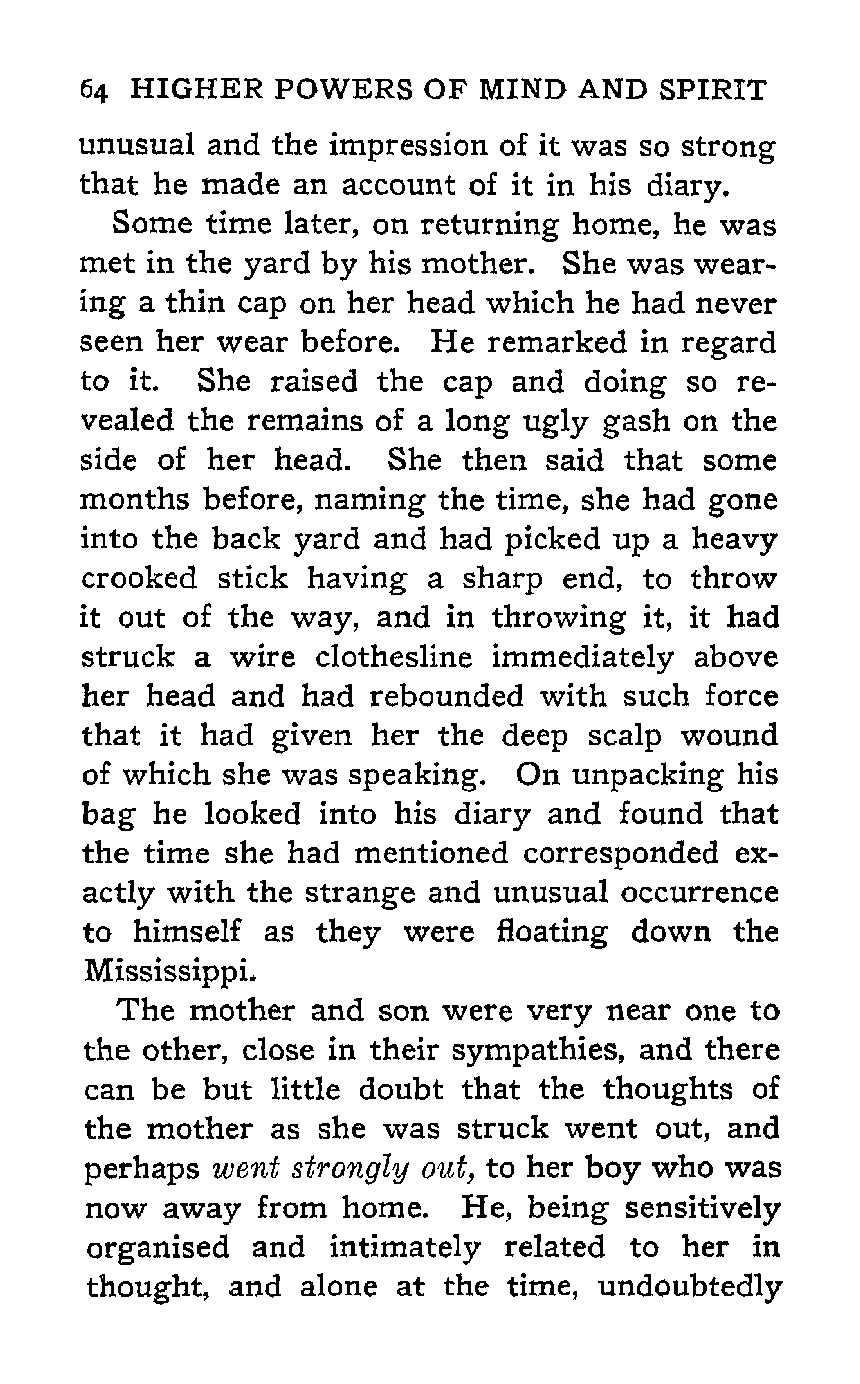 64 HIGHER POWERS OF MIND AND SPIRIT
unusual and the impression of it was so strong
that he made an account of it in his diary.
Some time later, on returning home, he was
met in the yard by his mother. She was wear-
ing a thin cap on her head which he had never
seen her wear before. He remarked in regard
to it. She raised the cap and doing so re-
vealed the remains of a long ugly gash on the
side of her head. She then said that some
months before, naming the time, she had gone
into the back yard and had picked up a heavy
crooked stick having a sharp end, to throw
it out of the way, and in throwing it, it had
struck a wire clothesline immediately above
her head and had rebounded with such force
that it had given her the deep scalp wound
of which she was speaking. On unpacking his
bag he looked into his diary and found that
the time she had mentioned corresponded ex-
actly with the strange and unusual occurrence
to himself as they were floating down the
Mississippi.
The mother and son were very near one to
the other, close in their sympathies, and there
can be but little doubt that the thoughts of
the mother as she was struck went out, and
perhaps went strongly out, to her boy who was
now away from home. He, being sensitively
organised and intimately related to her in
thought, and alone at the time, undoubtedly